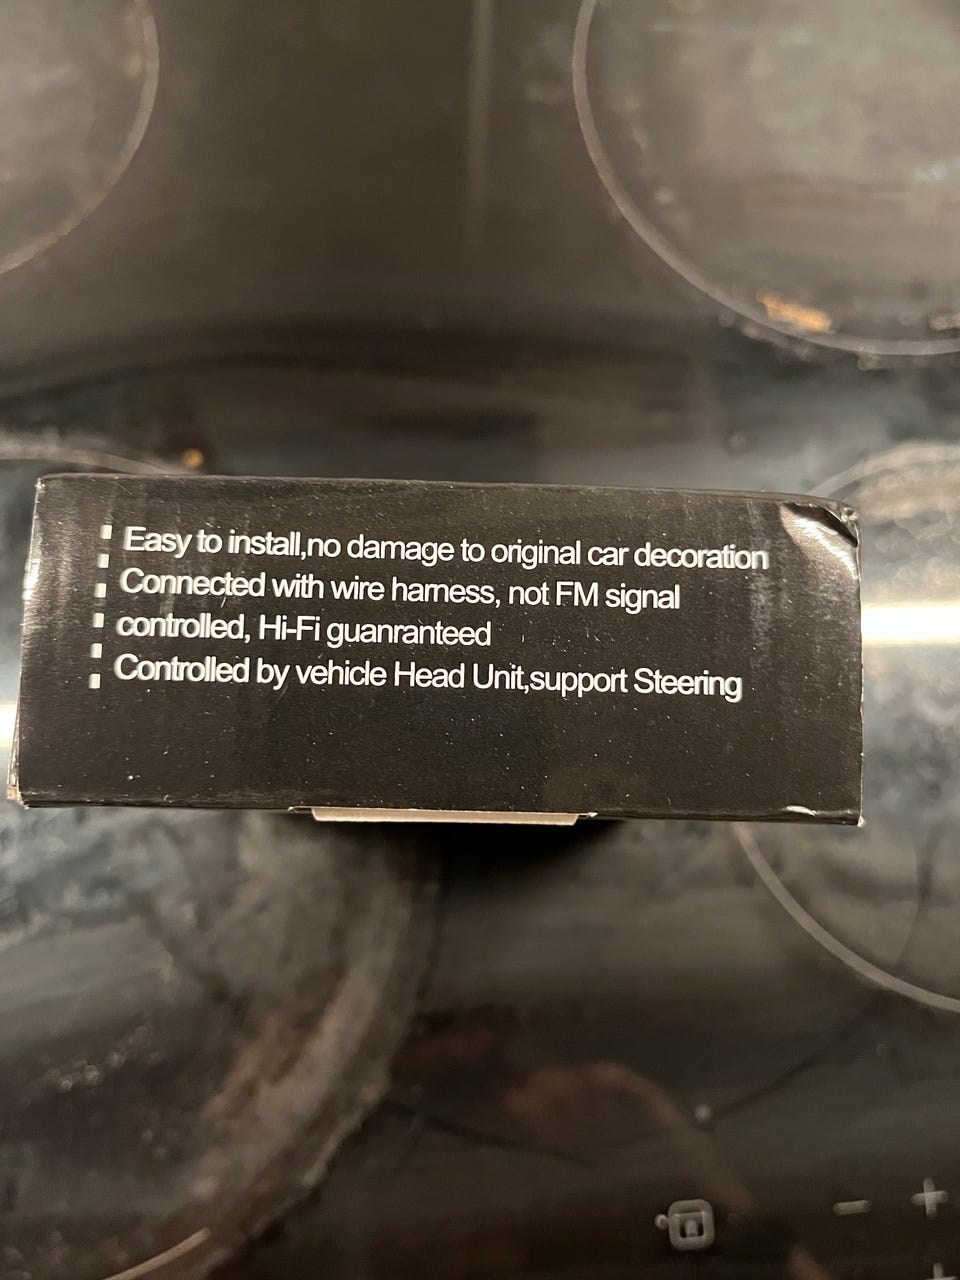 Easy to install,no damage to original car decoration
Connected with wire harness, not FM signal
controlled, Hi-Fi guanranteed
Controlled by vehicle Head Unit,support Steering